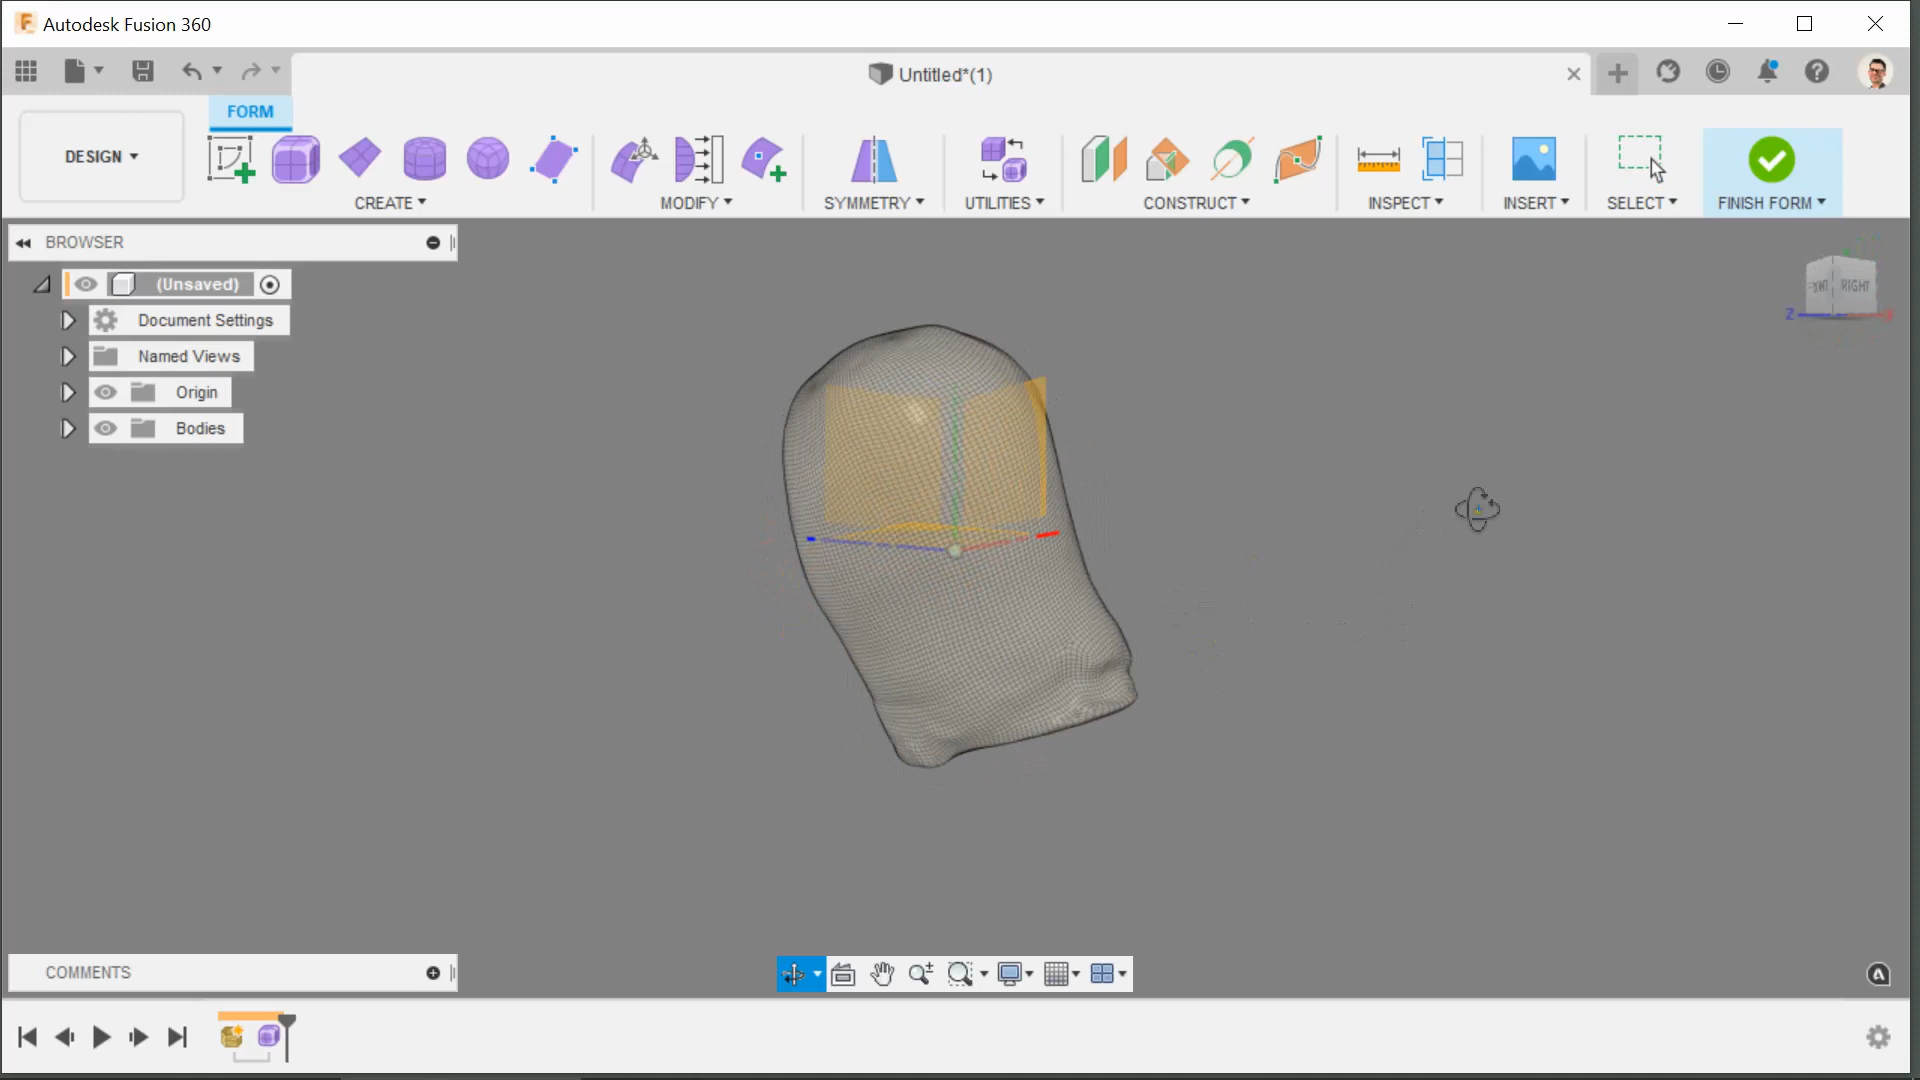 Autodesk Fusion 360
Untitled*(1)
FORM
DESIGN
CREATE
MODIFY
SYMMETRY
UTILITIES
CONSTRUCT
INSPECT
INSERT
SELECT
FINISH FORM
BROWSER
(Unsaved)
Document Settings
Named Views
Origin
Bodies
RIGHT
Z
COMMENTS